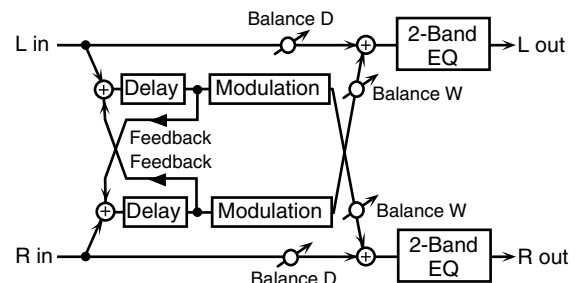 Balance D
L in
2-Band
EQ
L out
Delay
Modulation
Balance W
Feedback
Feedback
Delay
Modulation
Balance W
R in
2-Band
EQ
R out
Balance D